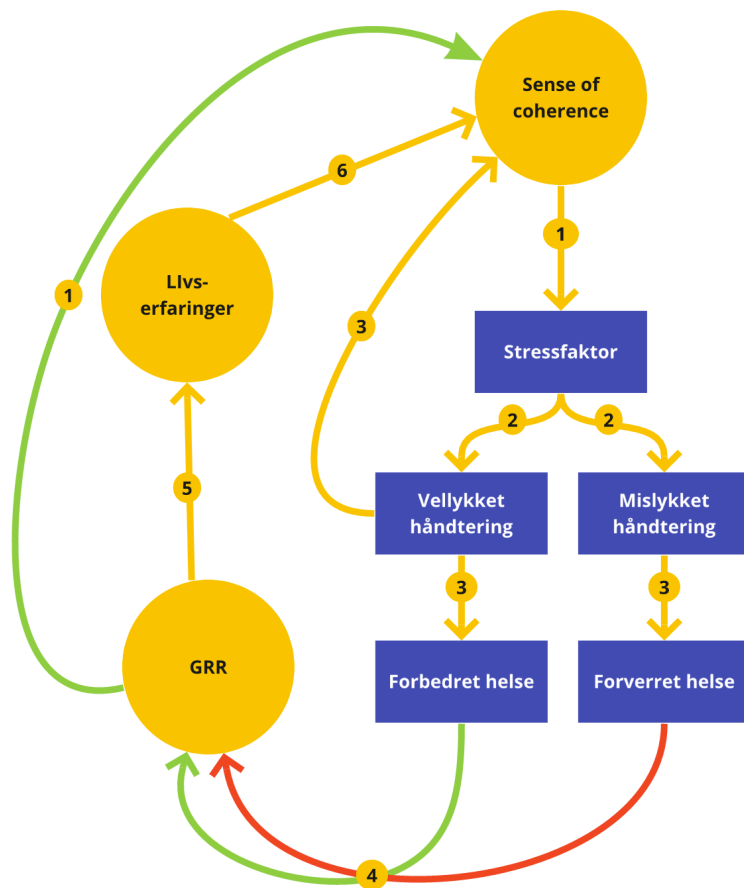 Sense of
coherence
6
1
LIvs-
erfaringer
1
3
Stressfaktor
2
2
5
Vellykket
håndtering
Mislykket
håndtering
3
3
GRR
Forbedret helse
Forverret helse
4